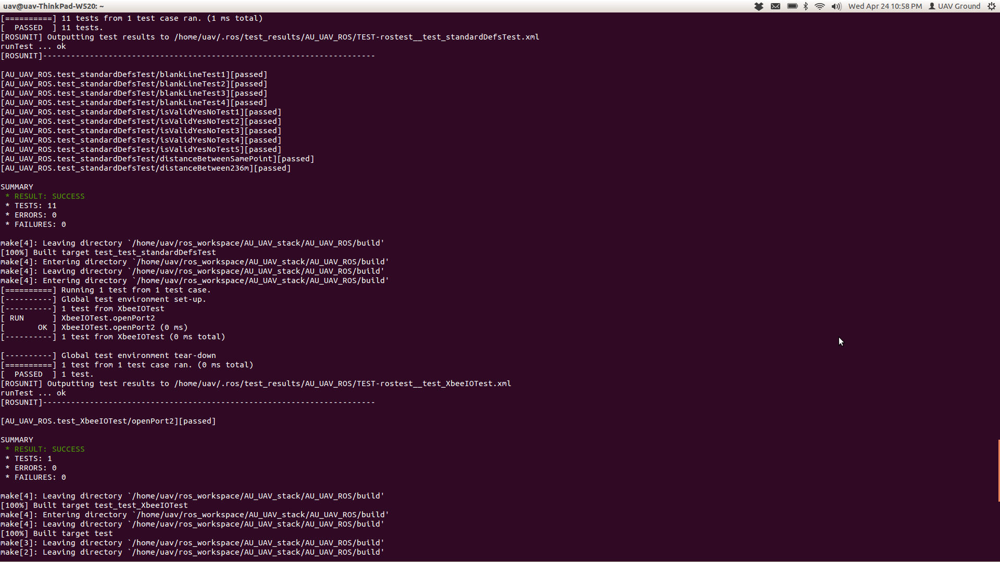 uav@uav-ThinkPad-W520: ~
Wed Apr 24 10:58 PM UAV Ground
[==========] 11 tests from 1 test case ran. (1 ms total)
[  PASSED  ] 11 tests.
[ROSUNIT] Outputting test results to /home/uav/.ros/test_results/AU_UAV_ROS/TEST-rostest__test_standardDefsTest.xml
runTest ... ok
[ROSUNIT]-----------------------------------------------------------------------
[AU_UAV_ROS.test_standardDefsTest/blankLineTest1][passed]
[AU_UAV_ROS.test_standardDefsTest/blankLineTest2][passed]
[AU_UAV_ROS.test_standardDefsTest/blankLineTest3][passed]
[AU_UAV_ROS.test_standardDefsTest/blankLineTest4][passed]
[AU_UAV_ROS.test_standardDefsTest/isValidYesNoTest1][passed]
[AU_UAV_ROS.test_standardDefsTest/isValidYesNoTest2][passed]
[AU_UAV_ROS.test_standardDefsTest/isValidYesNoTest3][passed]
[AU_UAV_ROS.test_standardDefsTest/isValidYesNoTest4][passed]
[AU_UAV_ROS.test_standardDefsTest/isValidYesNoTest5][passed]
[AU_UAV_ROS.test_standardDefsTest/distanceBetweenSamePoint][passed]
[AU_UAV_ROS.test_standardDefsTest/distanceBetween236m][passed]
SUMMARY
 * RESULT: SUCCESS
 * TESTS: 11
 * ERRORS: 0
 * FAILURES: 0
make[4]: Leaving directory `/home/uav/ros_workspace/AU_UAV_stack/AU_UAV_ROS/build'
[100%] Built target test_test_standardDefsTest
make[4]: Entering directory `/home/uav/ros_workspace/AU_UAV_stack/AU_UAV_ROS/build'
make[4]: Leaving directory `/home/uav/ros_workspace/AU_UAV_stack/AU_UAV_ROS/build'
make[4]: Entering directory `/home/uav/ros_workspace/AU_UAV_stack/AU_UAV_ROS/build'
[==========] Running 1 test from 1 test case.
[----------] Global test environment set-up.
[----------] 1 test from XbeeIOTest
[ RUN      ] XbeeIOTest.openPort2
[       OK ] XbeeIOTest.openPort2 (0 ms)
[----------] 1 test from XbeeIOTest (0 ms total)
[----------] Global test environment tear-down
[==========] 1 test from 1 test case ran. (0 ms total)
[  PASSED  ] 1 test.
[ROSUNIT] Outputting test results to /home/uav/.ros/test_results/AU_UAV_ROS/TEST-rostest__test_XbeeIOTest.xml
runTest ... ok
[ROSUNIT]-----------------------------------------------------------------------
[AU_UAV_ROS.test_XbeeIOTest/openPort2][passed]
SUMMARY
 * RESULT: SUCCESS
 * TESTS: 1
 * ERRORS: 0
 * FAILURES: 0
make[4]: Leaving directory `/home/uav/ros_workspace/AU_UAV_stack/AU_UAV_ROS/build'
[100%] Built target test_test_XbeeIOTest
make[4]: Entering directory `/home/uav/ros_workspace/AU_UAV_stack/AU_UAV_ROS/build'
make[4]: Leaving directory `/home/uav/ros_workspace/AU_UAV_stack/AU_UAV_ROS/build'
[100%] Built target test
make[3]: Leaving directory `/home/uav/ros_workspace/AU_UAV_stack/AU_UAV_ROS/build'
make[2]: Leaving directory `/home/uav/ros_workspace/AU_UAV_stack/AU_UAV_ROS/build'